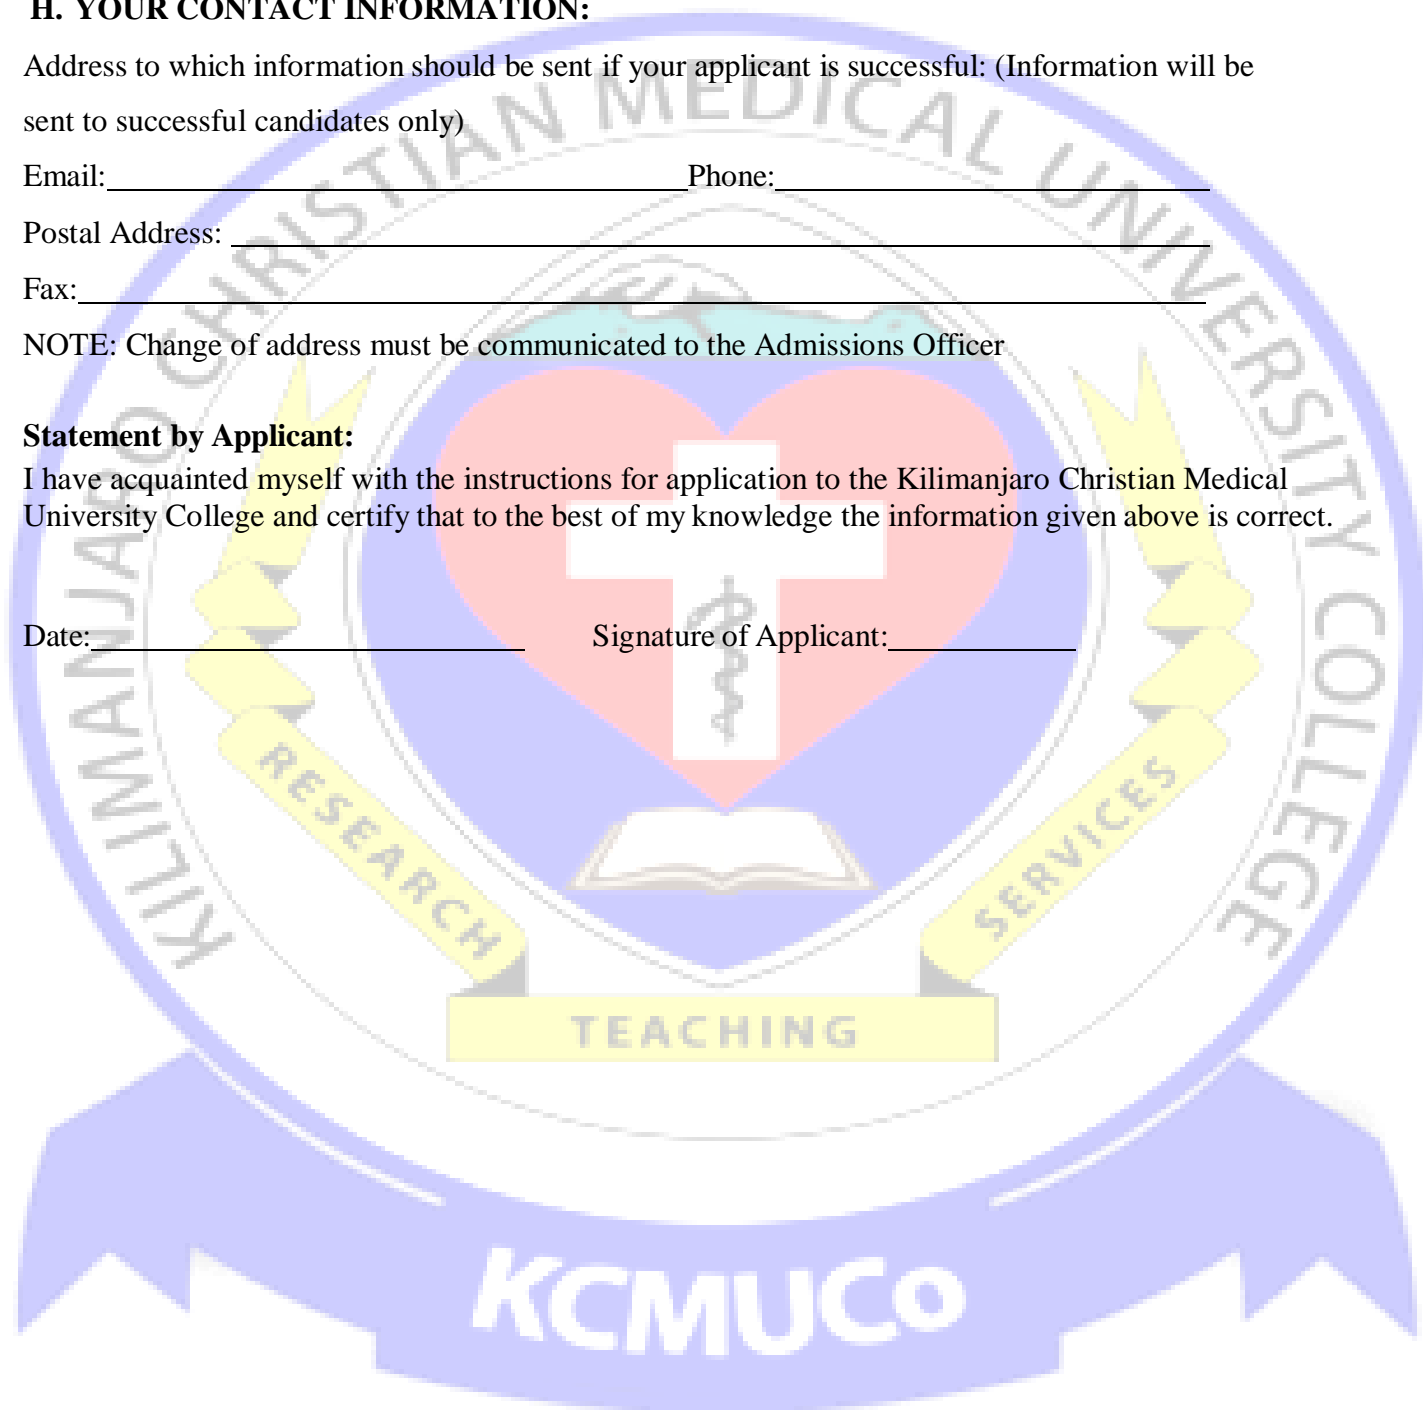 H. YOUR CONTACT INFORMATION:
Address to which information should be sent if your applicant is successful: (Information will be
sent to successful candidates only)
Email: Phone:
Postal Address:
Fax:
NOTE: Change of address must be communicated to the Admissions Officer
Statement by Applicant:
I have acquainted myself with the instructions for application to the Kilimanjaro Christian Medical
University College and certify that to the best of my knowledge the information given above is correct.
Date: Signature of Applicant:
KILIMANJARO CHRISTIAN MEDICAL UNIVERSITY COLLEGE
RESEARCH
TEACHING
SERVICES
KCMUCo